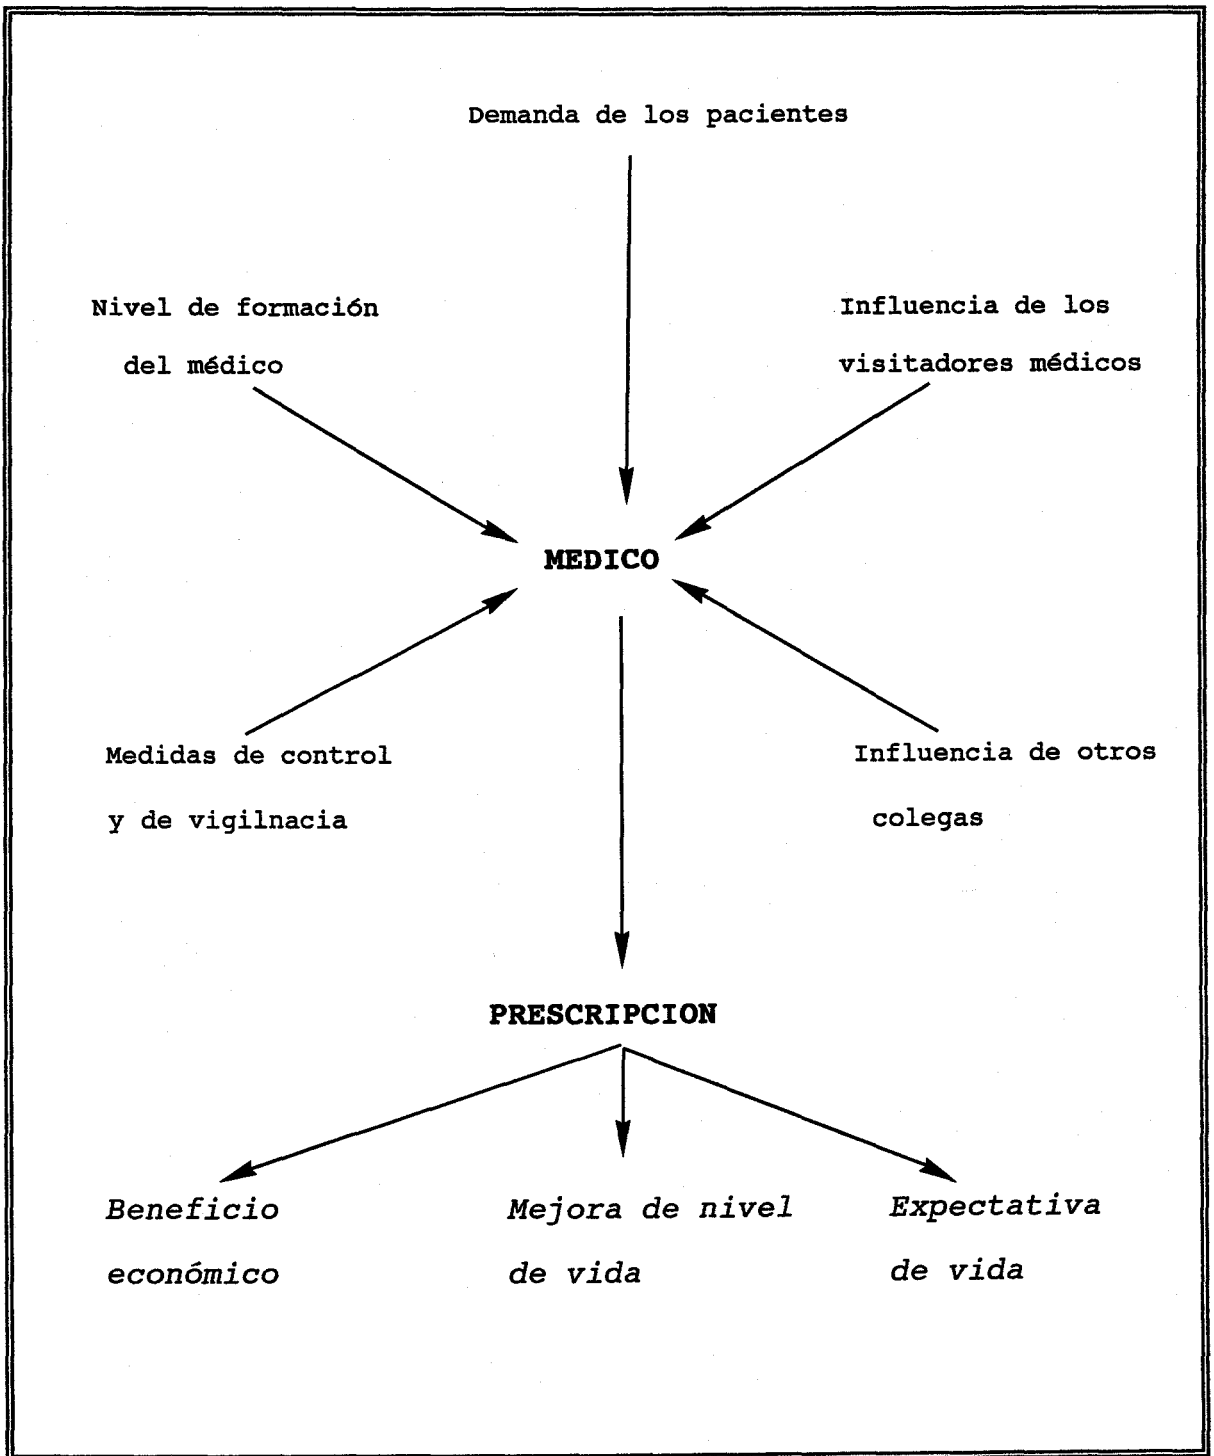 Demanda de los pacientes
Nivel de formación
del médico
Influencia de los
visitadores médicos
MEDICO
Medidas de control
y de vigilnacia
Influencia de otros
colegas
PRESCRIPCION
Beneficio
económico
Mejora de nivel
de vida
Expectativa
de vida